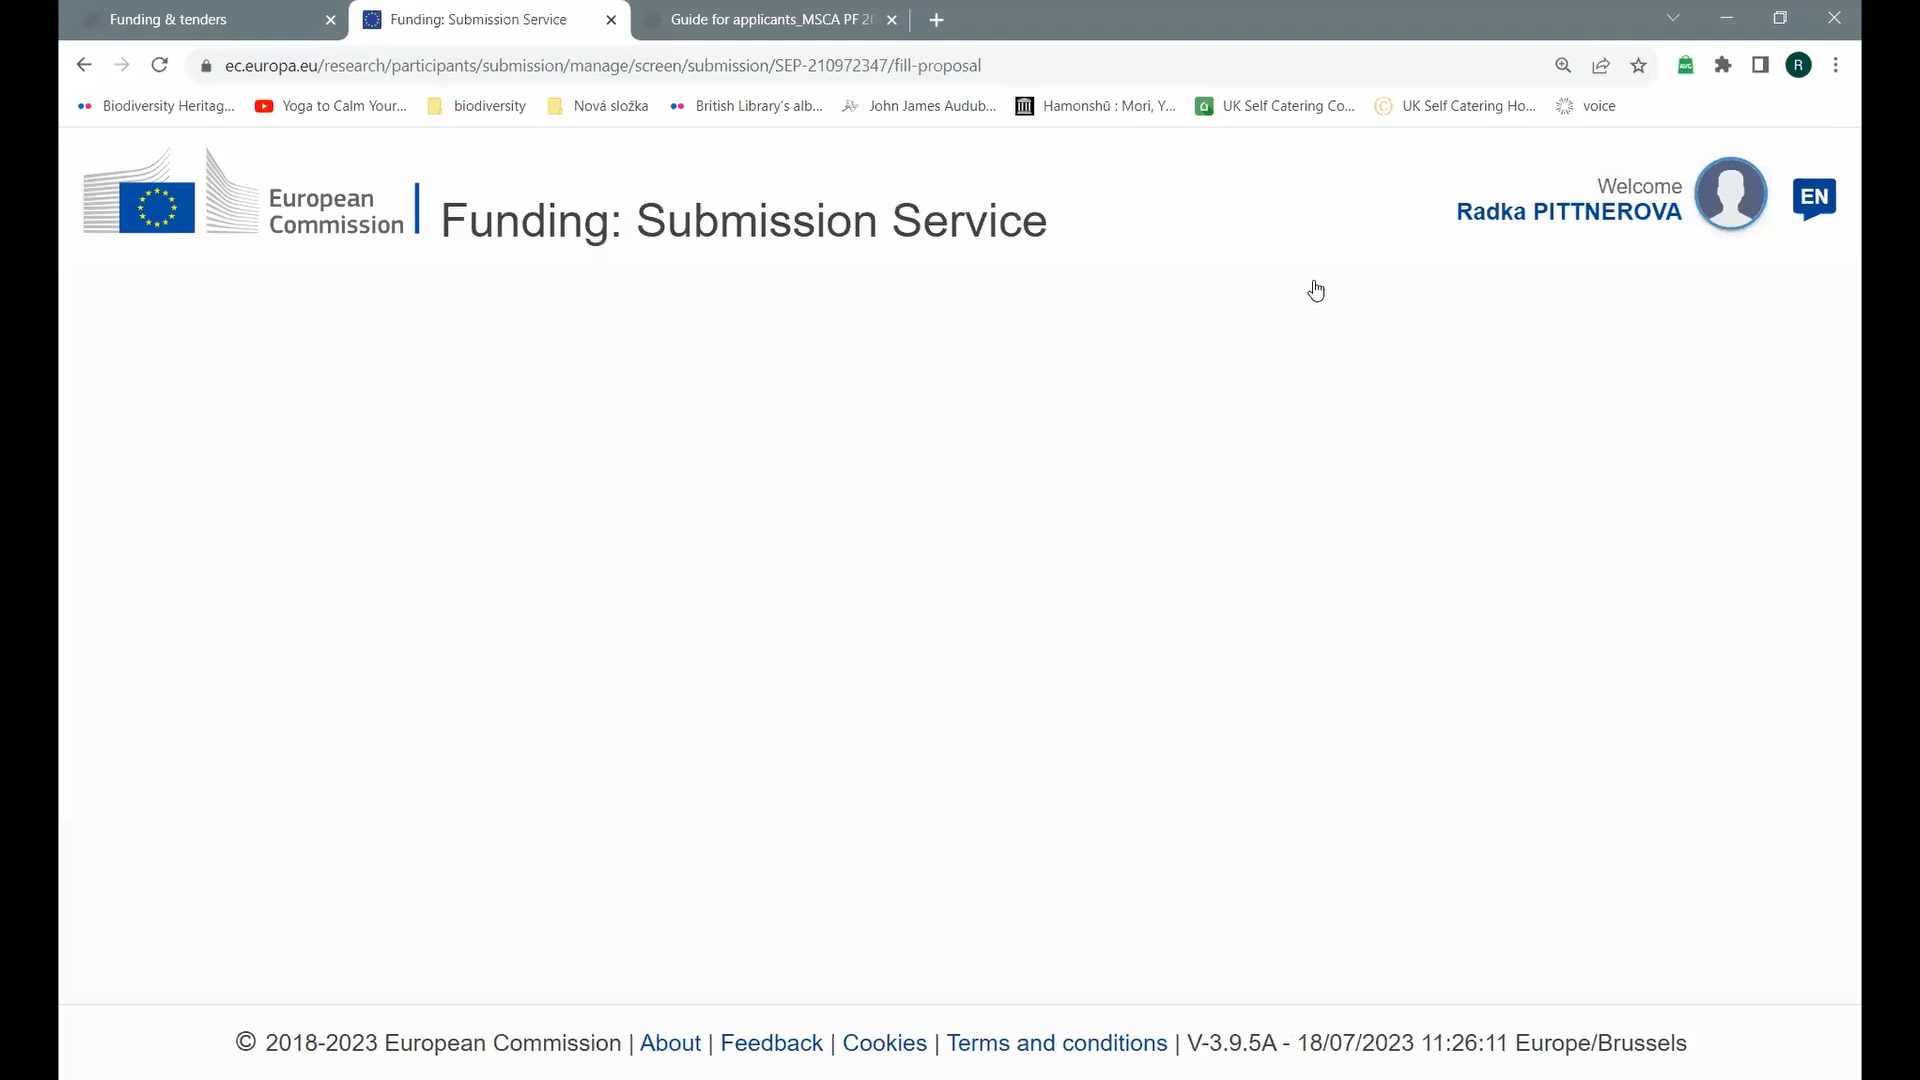 Funding & tenders
Funding: Submission Service
Guide for applicants_MSCA PF 20
ec.europa.eu/research/participants/submission/manage/screen/submission/SEP-210972347/fill-proposal
R
Biodiversity Heritag...
Yoga to Calm Your...
biodiversity
Nová složka
British Library's alb...
John James Audub...
Hamonshū : Mori, Y...
UK Self Catering Co...
UK Self Catering Ho...
voice
European
Commission
Funding: Submission Service
Welcome
Radka PITTNEROVA
EN
© 2018-2023 European Commission | About | Feedback | Cookies | Terms and conditions | V-3.9.5A - 18/07/2023 11:26:11 Europe/Brussels